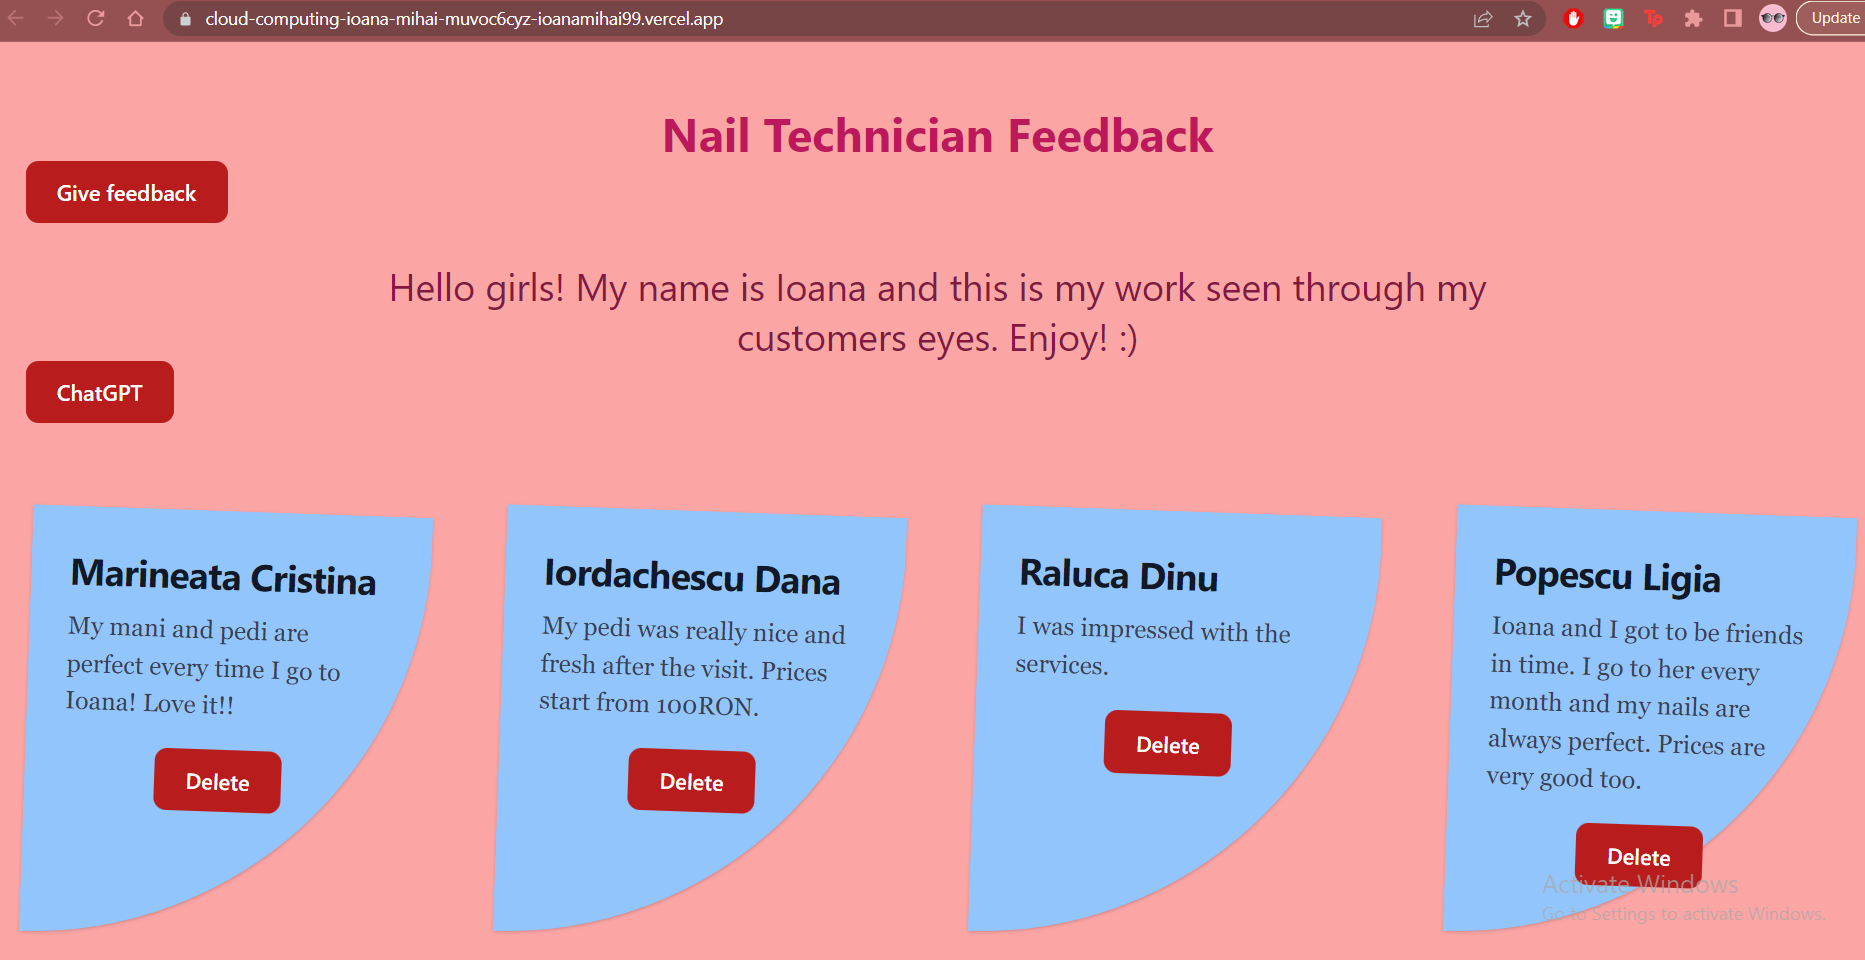 cloud-computing-ioana-mihai-muvoc6cyz-ioanamihai99.vercel.app
Tp
Update
Nail Technician Feedback
Give feedback
Hello girls! My name is Ioana and this is my work seen through my
customers eyes. Enjoy! :)
ChatGPT
Marineata Cristina
My mani and pedi are
perfect every time I go to
Ioana! Love it!!
Delete
Iordachescu Dana
My pedi was really nice and
fresh after the visit. Prices
start from 100RON.
Delete
Raluca Dinu
I was impressed with the
services.
Delete
Popescu Ligia
Ioana and I got to be friends
in time. I go to her every
month and my nails are
always perfect. Prices are
very good too.
Delete
Activate Windows
Go to Settings to activate Windows.